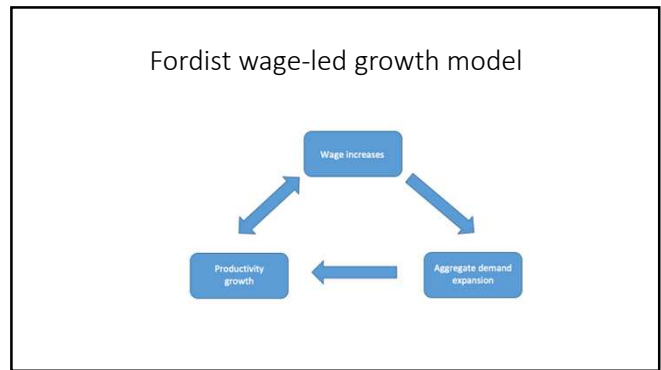 Fordist wage-led growth model
Wage increases
Productivity
growth
Aggregate demand
expansion